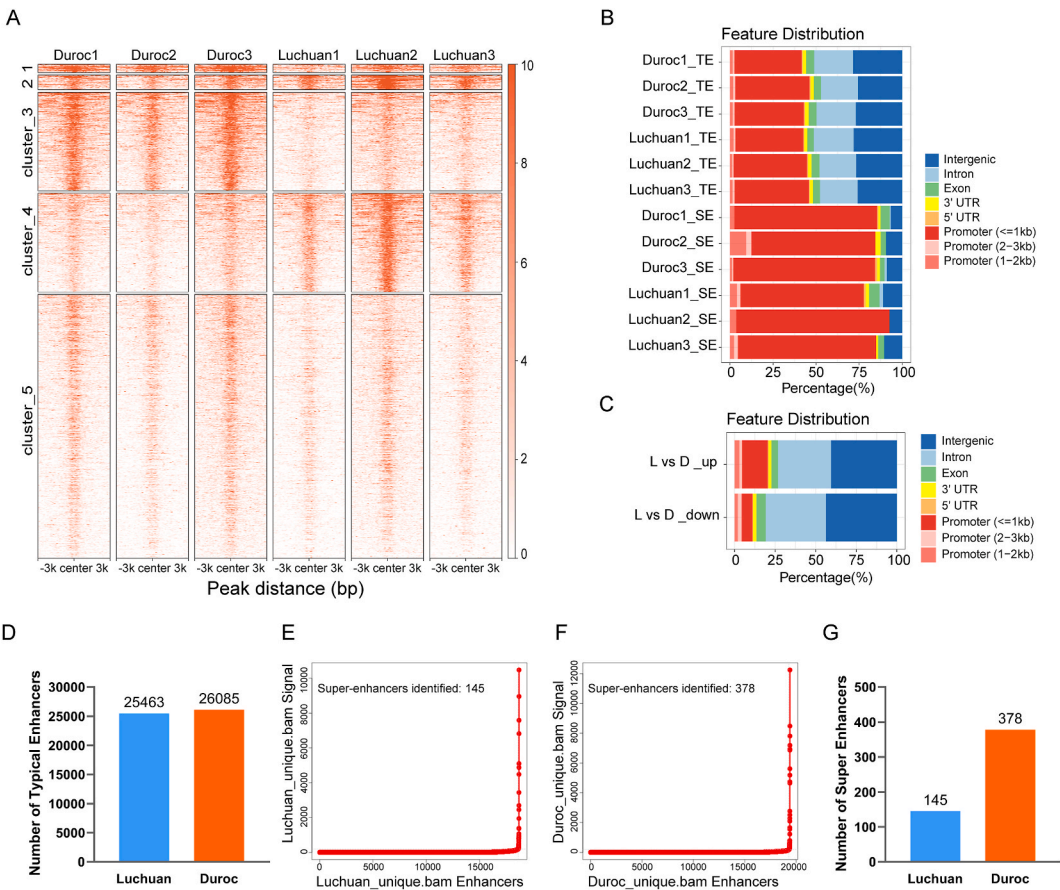 A
Duroc1 Duroc2 Duroc3 Luchuan1 Luchuan2 Luchuan3
1
2
cluster_3
cluster_4
cluster_5
10
8
6
4
2
0
-3k center 3k -3k center 3k -3k center 3k -3k center 3k -3k center 3k -3k center 3k
Peak distance (bp)
B
Feature Distribution
Duroc1_TE
Duroc2_TE
Duroc3_TE
Luchuan1_TE
Luchuan2_TE
Luchuan3_TE
Duroc1_SE
Duroc2_SE
Duroc3_SE
Luchuan1_SE
Luchuan2_SE
Luchuan3_SE
0 25 50 75 100
Percentage(%)
Intergenic
Intron
Exon
3' UTR
5' UTR
Promoter (<=1kb)
Promoter (2−3kb)
Promoter (1−2kb)
C
Feature Distribution
L vs D _up
L vs D _down
0 25 50 75 100
Percentage(%)
Intergenic
Intron
Exon
3' UTR
5' UTR
Promoter (<=1kb)
Promoter (2−3kb)
Promoter (1−2kb)
D
Number of Typical Enhancers
30000
25000
20000
15000
10000
5000
0
25463
26085
Luchuan Duroc
E
Luchuan_unique.bam Signal
10000
8000
6000
4000
2000
0
Super-enhancers identified: 145
0 5000 10000 15000
Luchuan_unique.bam Enhancers
F
Duroc_unique.bam Signal
12000
10000
8000
6000
4000
2000
0
Super-enhancers identified: 378
0 5000 10000 15000 20000
Duroc_unique.bam Enhancers
G
Number of Super Enhancers
500
400
300
200
100
0
145
378
Luchuan Duroc